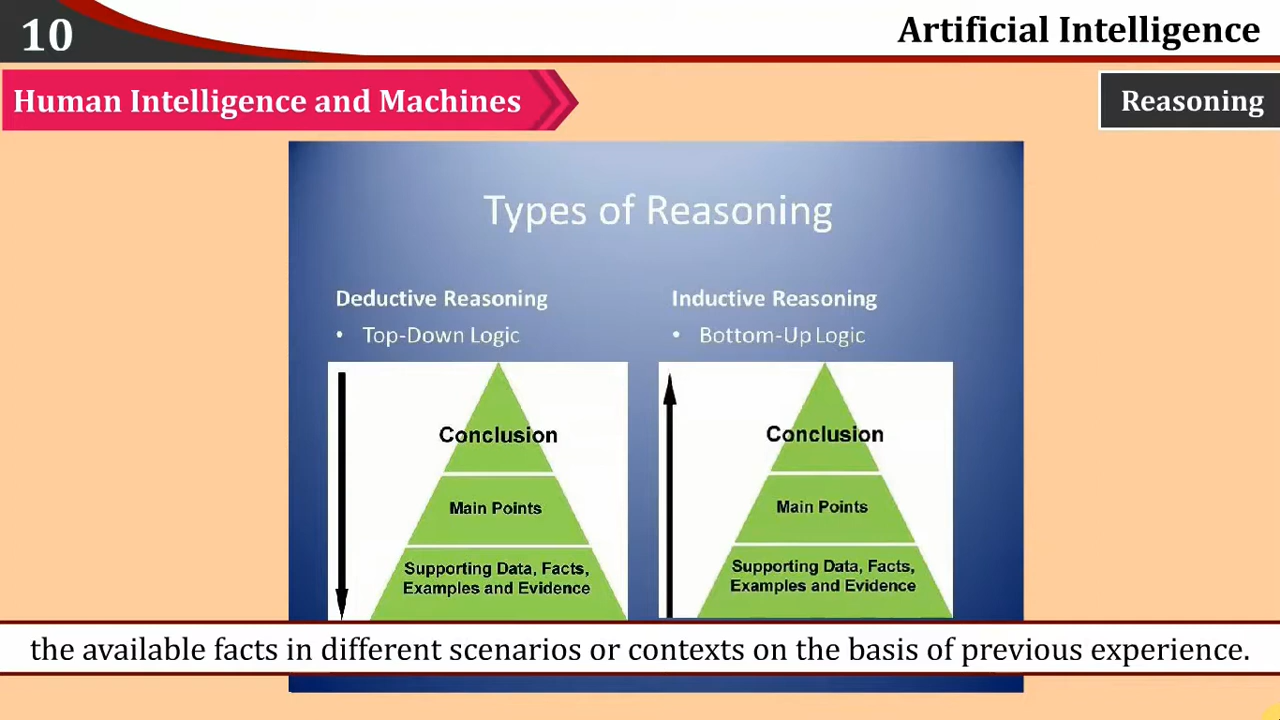 10
Artificial Intelligence
Human Intelligence and Machines
Reasoning
Types of Reasoning
Deductive Reasoning
• Top-Down Logic
Conclusion
Main Points
Supporting Data, Facts,
Examples and Evidence
Inductive Reasoning
• Bottom-Up Logic
Conclusion
Main Points
Supporting Data, Facts,
Examples and Evidence
the available facts in different scenarios or contexts on the basis of previous experience.